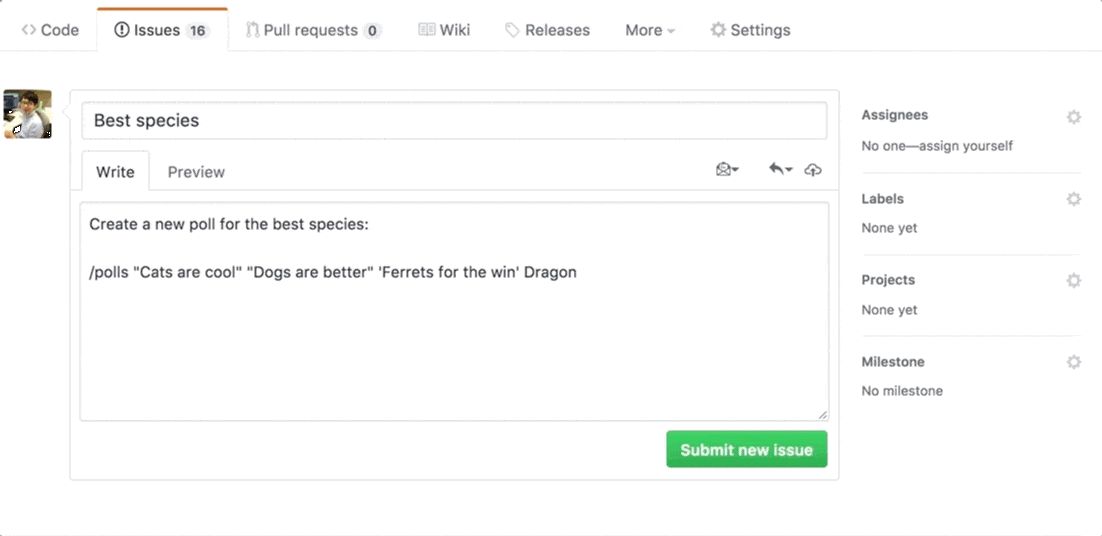 Code Issues 16 Pull requests 0 Wiki Releases More Settings
Best species
Write Preview
Create a new poll for the best species:
/polls "Cats are cool" "Dogs are better" 'Ferrets for the win' Dragon
Submit new issue
Assignees
No one—assign yourself
Labels
None yet
Projects
None yet
Milestone
No milestone